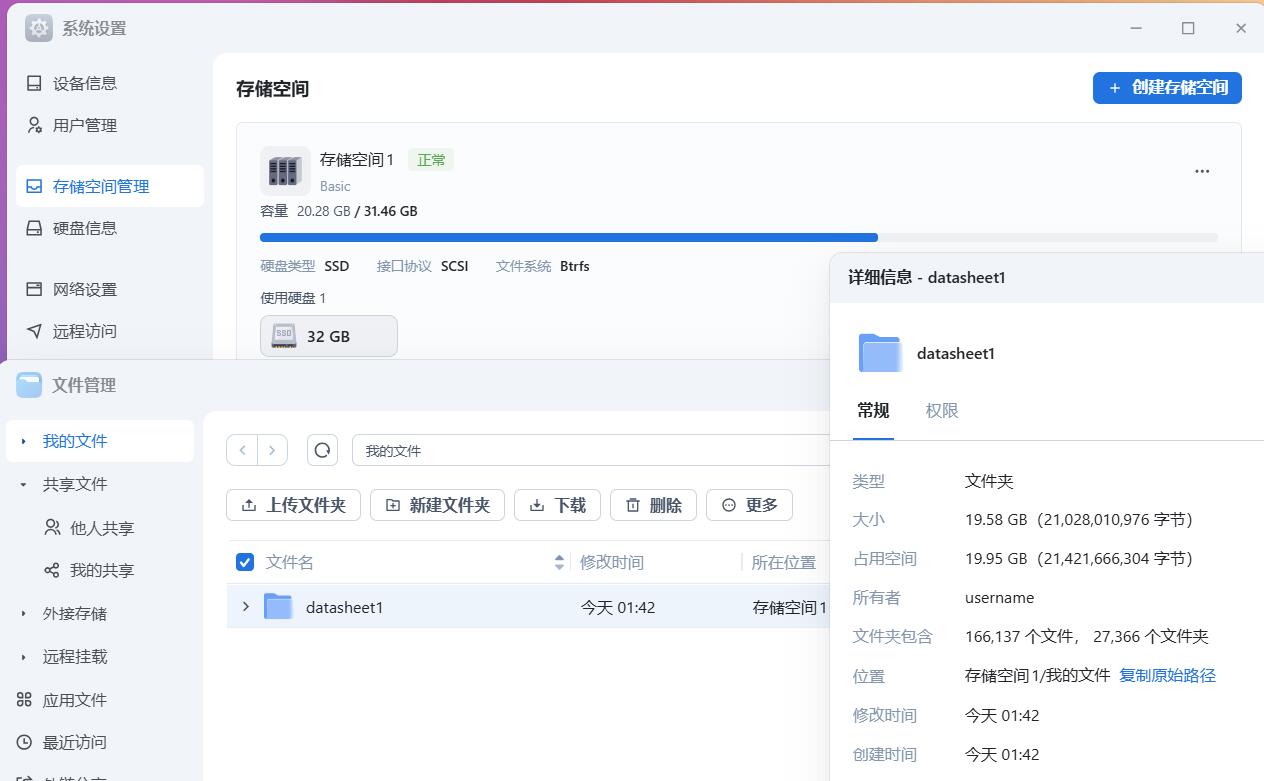 系统设置
设备信息
用户管理
存储空间管理
硬盘信息
网络设置
远程访问
存储空间
+ 创建存储空间
存储空间 1 正常
Basic
容量 20.28 GB / 31.46 GB
硬盘类型 SSD 接口协议 SCSI 文件系统 Btrfs
使用硬盘 1
SSD 32 GB
文件管理
我的文件
共享文件
他人共享
我的共享
外接存储
远程挂载
应用文件
最近访问
我的文件
上传文件夹 新建文件夹 下载 删除 更多
文件名 修改时间 所在位置
datasheet1 今天 01:42 存储空间 1
详细信息 - datasheet1
datasheet1
常规 权限
类型 文件夹
大小 19.58 GB（21,028,010,976 字节）
占用空间 19.95 GB（21,421,666,304 字节）
所有者 username
文件夹包含 166,137 个文件， 27,366 个文件夹
位置 存储空间 1/我的文件 复制原始路径
修改时间 今天 01:42
创建时间 今天 01:42